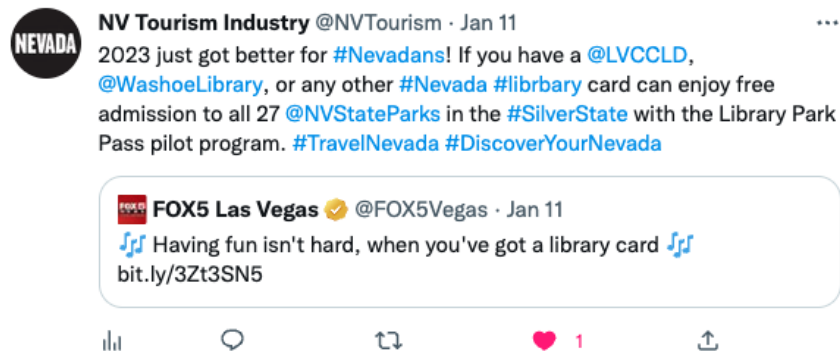 NEVADA
NV Tourism Industry @NVTourism · Jan 11
2023 just got better for #Nevadans! If you have a @LVCCLD,
@WashoeLibrary, or any other #Nevada #librbary card can enjoy free
admission to all 27 @NVStateParks in the #SilverState with the Library Park
Pass pilot program. #TravelNevada #DiscoverYourNevada
FOX5 FOX5 Las Vegas @FOX5Vegas · Jan 11
🎶 Having fun isn't hard, when you've got a library card 🎶
bit.ly/3Zt3SN5
1